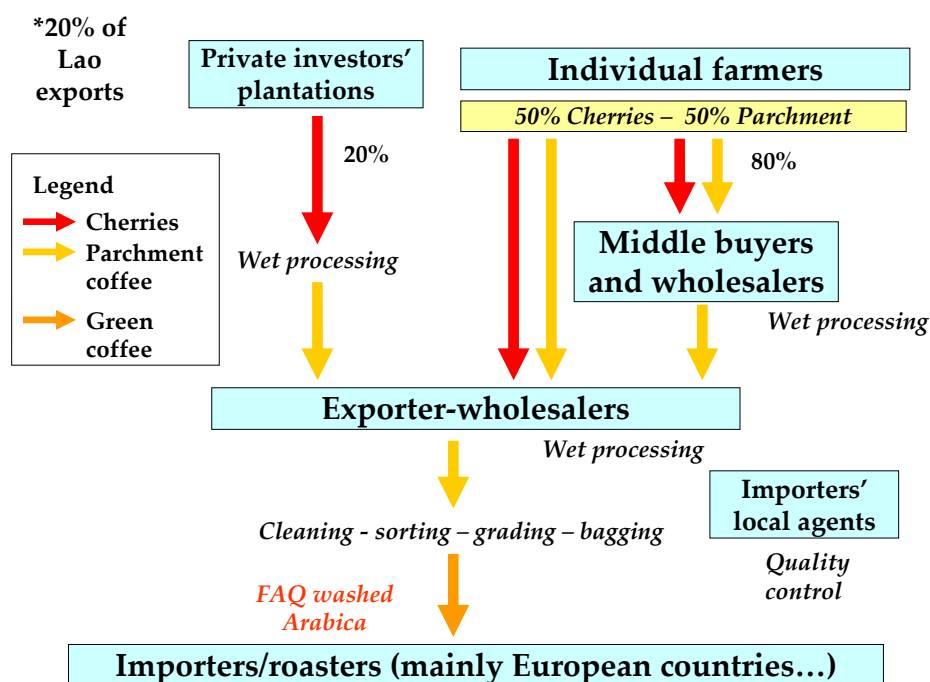 *20% of
Lao
exports
Private investors’
plantations
Individual farmers
50% Cherries – 50% Parchment
20%
80%
Legend
Cherries
Parchment
coffee
Green
coffee
Wet processing
Middle buyers
and wholesalers
Wet processing
Exporter-wholesalers
Wet processing
Importers’
local agents
Cleaning - sorting – grading – bagging
Quality
control
FAQ washed
Arabica
Importers/roasters (mainly European countries…)